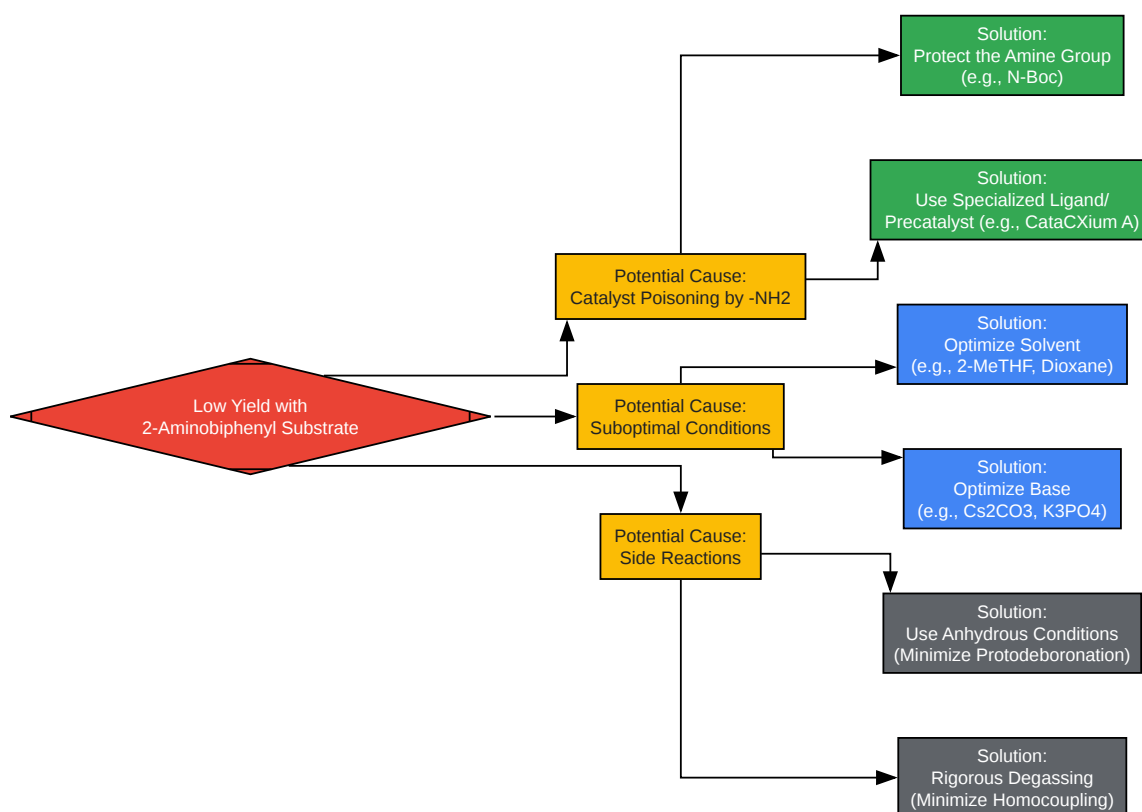 Solution:
Protect the Amine Group
(e.g., N-Boc)
Solution:
Use Specialized Ligand/
Precatalyst (e.g., CataCXium A)
Potential Cause:
Catalyst Poisoning by -NH2
Solution:
Optimize Solvent
(e.g., 2-MeTHF, Dioxane)
Low Yield with
2-Aminobiphenyl Substrate
Potential Cause:
Suboptimal Conditions
Solution:
Optimize Base
(e.g., Cs2CO3, K3PO4)
Potential Cause:
Side Reactions
Solution:
Use Anhydrous Conditions
(Minimize Protodeboronation)
Solution:
Rigorous Degassing
(Minimize Homocoupling)